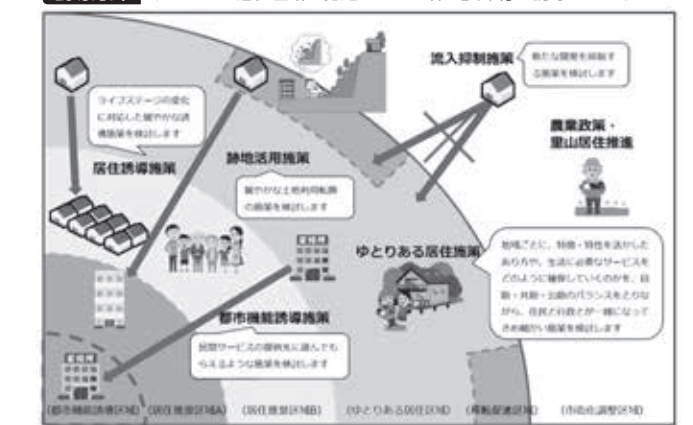 流入抑制施策
新たな開発を抑制す
る施策を検討します
ライフステージの変化
に対応した緩やかな誘
導施策を検討します
農業政策・
里山居住推進
居住誘導施策
跡地活用施策
緩やかな土地利用転換
の施策を検討します
ゆとりある居住施策
地域ごとに、特徴・特性を活かした
あり方や、生活に必要なサービスを
どのように確保していくのかを、自
助・共助・公助のバランスをとりな
がら、住民と行政とが一緒になって
きめ細かい施策を検討します
都市機能誘導施策
民間サービスの提供先に選んでも
らえるような施策を検討します
(都市機能誘導区域)
(居住推奨区域A)
(居住推奨区域B)
(ゆとりある居住区域)
(移転促進区域)
(市街化調整区域)